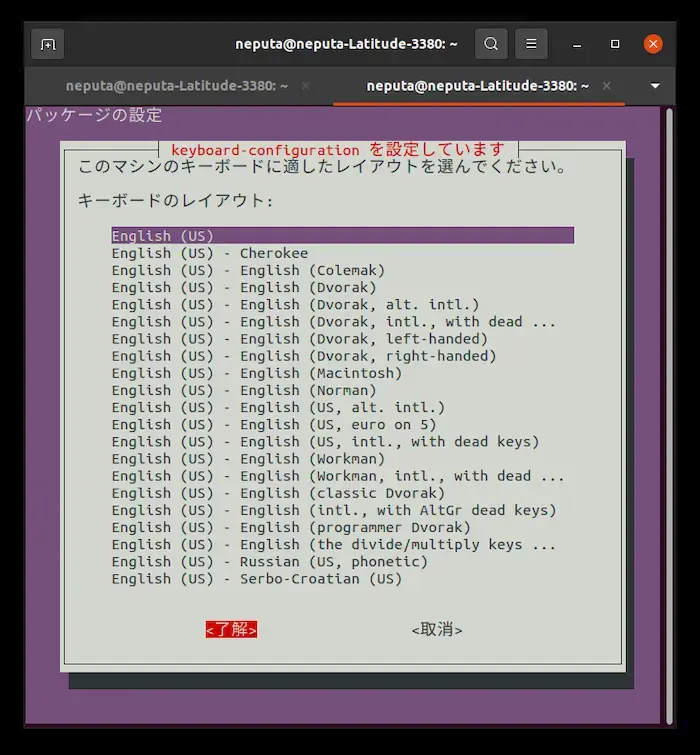 neputa@neputa-Latitude-3380: ~
neputa@neputa-Latitude-3380: ~ × neputa@neputa-Latitude-3380: ~ ×
パッケージの設定
keyboard-configuration を設定しています
このマシンのキーボードに適したレイアウトを選んでください。
キーボードのレイアウト:
English (US)
English (US) - Cherokee
English (US) - English (Colemak)
English (US) - English (Dvorak)
English (US) - English (Dvorak, alt. intl.)
English (US) - English (Dvorak, intl., with dead ...
English (US) - English (Dvorak, left-handed)
English (US) - English (Dvorak, right-handed)
English (US) - English (Macintosh)
English (US) - English (Norman)
English (US) - English (US, alt. intl.)
English (US) - English (US, euro on 5)
English (US) - English (US, intl., with dead keys)
English (US) - English (Workman)
English (US) - English (Workman, intl., with dead ...
English (US) - English (classic Dvorak)
English (US) - English (intl., with AltGr dead keys)
English (US) - English (programmer Dvorak)
English (US) - English (the divide/multiply keys ...
English (US) - Russian (US, phonetic)
English (US) - Serbo-Croatian (US)
<了解> <取消>